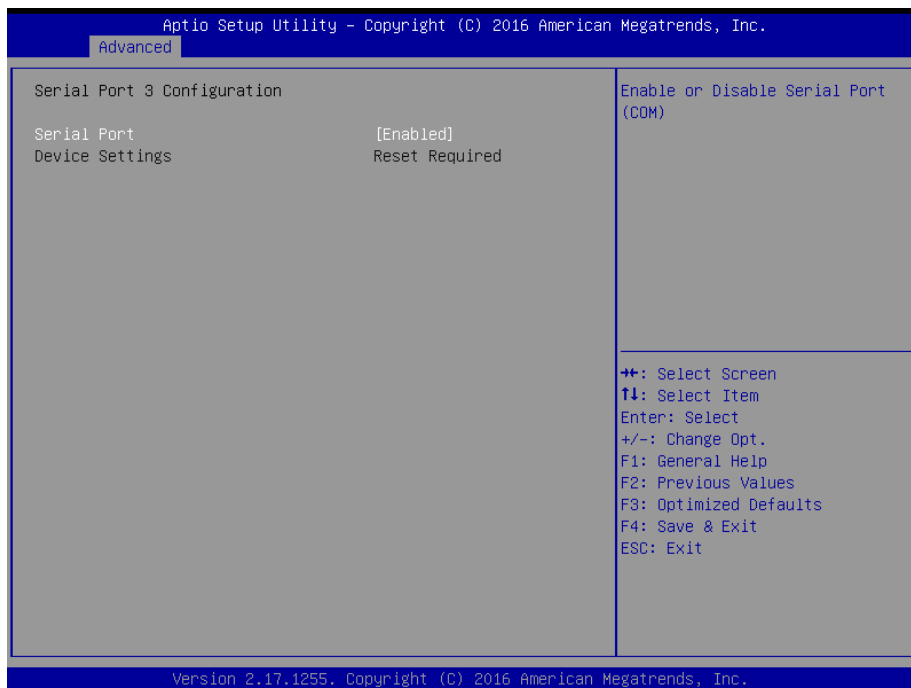 Aptio Setup Utility – Copyright (C) 2016 American Megatrends, Inc.
Advanced
Serial Port 3 Configuration
Serial Port [Enabled]
Device Settings Reset Required
Enable or Disable Serial Port
(COM)
→←: Select Screen
↑↓: Select Item
Enter: Select
+/-: Change Opt.
F1: General Help
F2: Previous Values
F3: Optimized Defaults
F4: Save & Exit
ESC: Exit
Version 2.17.1255. Copyright (C) 2016 American Megatrends, Inc.